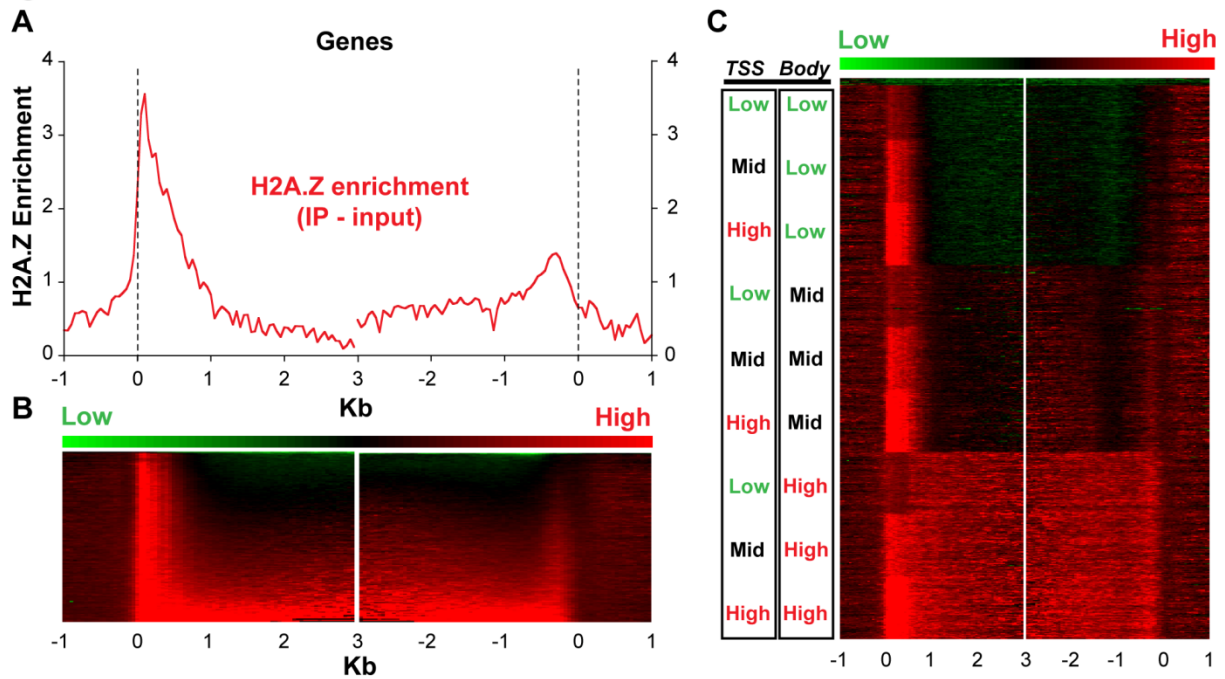 A
Genes
4
3
2
1
0
4
3
2
1
0
H2A.Z Enrichment
H2A.Z enrichment
(IP - input)
-1 0 1 2 3 -2 -1 0 1
Kb
B
Low High
-1 0 1 2 3 -2 -1 0 1
Kb
C
Low High
TSS Body
Low Low
Mid Low
High Low
Low Mid
Mid Mid
High Mid
Low High
Mid High
High High
-1 0 1 2 3 -2 -1 0 1